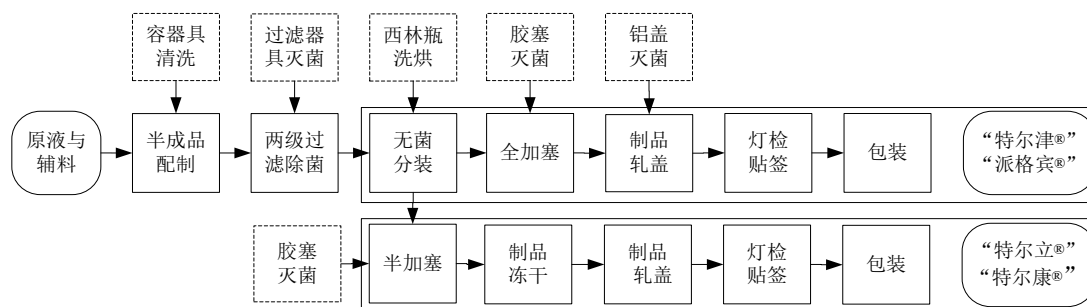 容器具
清洗
过滤器
具灭菌
西林瓶
洗烘
胶塞
灭菌
铝盖
灭菌
原液与
辅料
半成品
配制
两级过
滤除菌
无菌
分装
全加塞
制品
轧盖
灯检
贴签
包装
“特尔津®”
“派格宾®”
胶塞
灭菌
半加塞
制品
冻干
制品
轧盖
灯检
贴签
包装
“特尔立®”
“特尔康®”